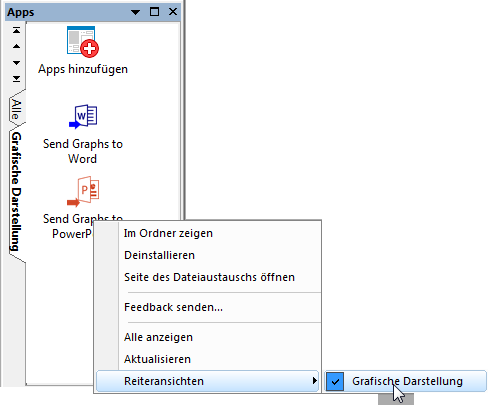 Apps
Apps hinzufügen
Alle
Grafische Darstellung
Send Graphs to
Word
Send Graphs to
PowerP
Im Ordner zeigen
Deinstallieren
Seite des Dateiaustauschs öffnen
Feedback senden...
Alle anzeigen
Aktualisieren
Reiteransichten
Grafische Darstellung